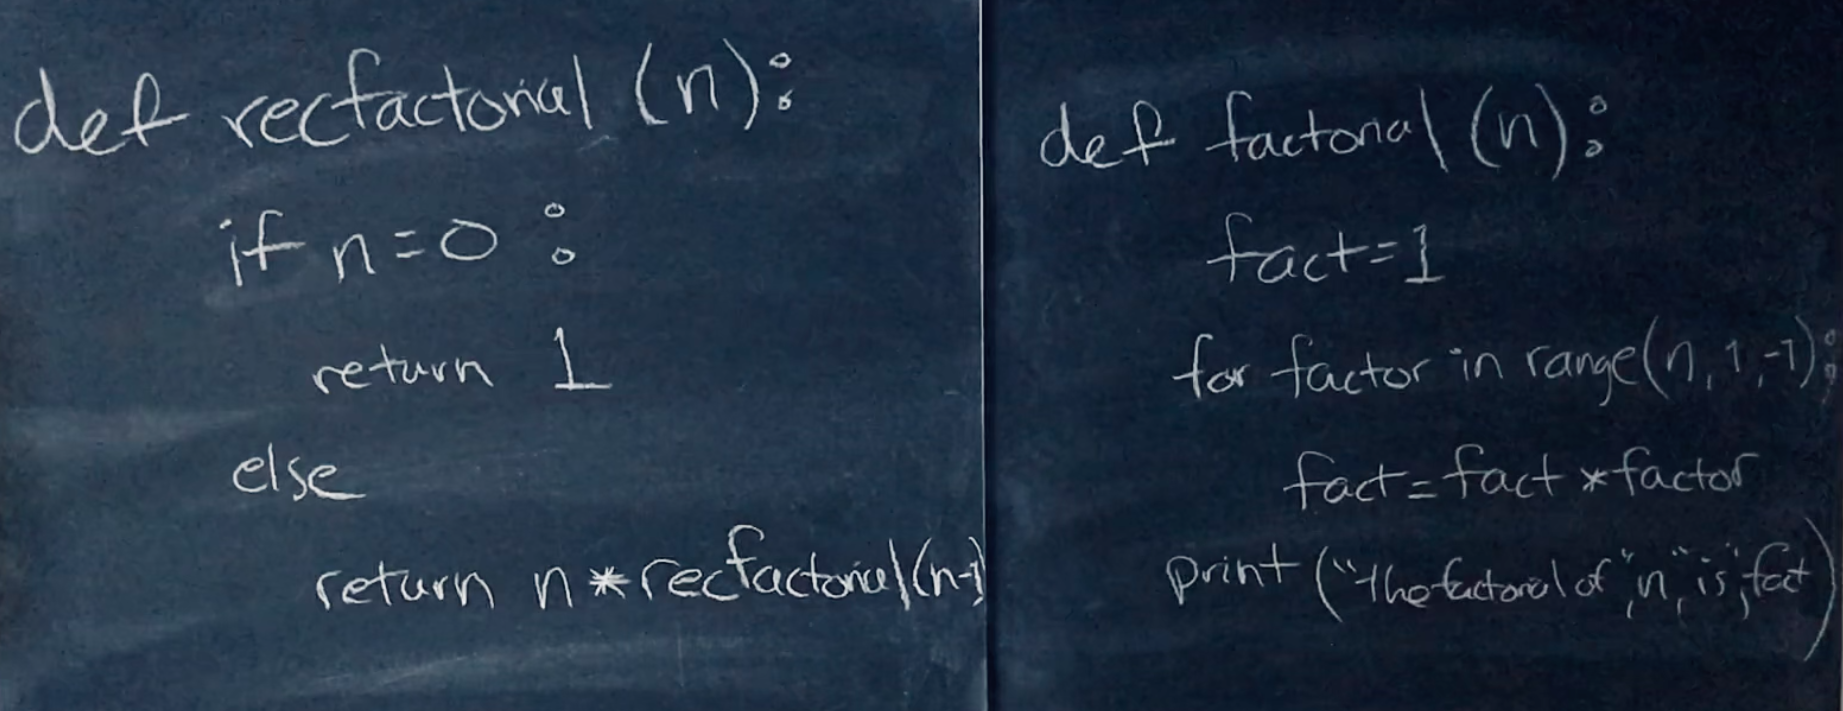 def recfactorial (n):
if n=0:
return 1
else
return n*recfactorial(n-1)
def factorial (n):
fact=1
for factor in range(n,1,-1):
fact=fact*factor
print ("The factorial of",n,"is",fact)